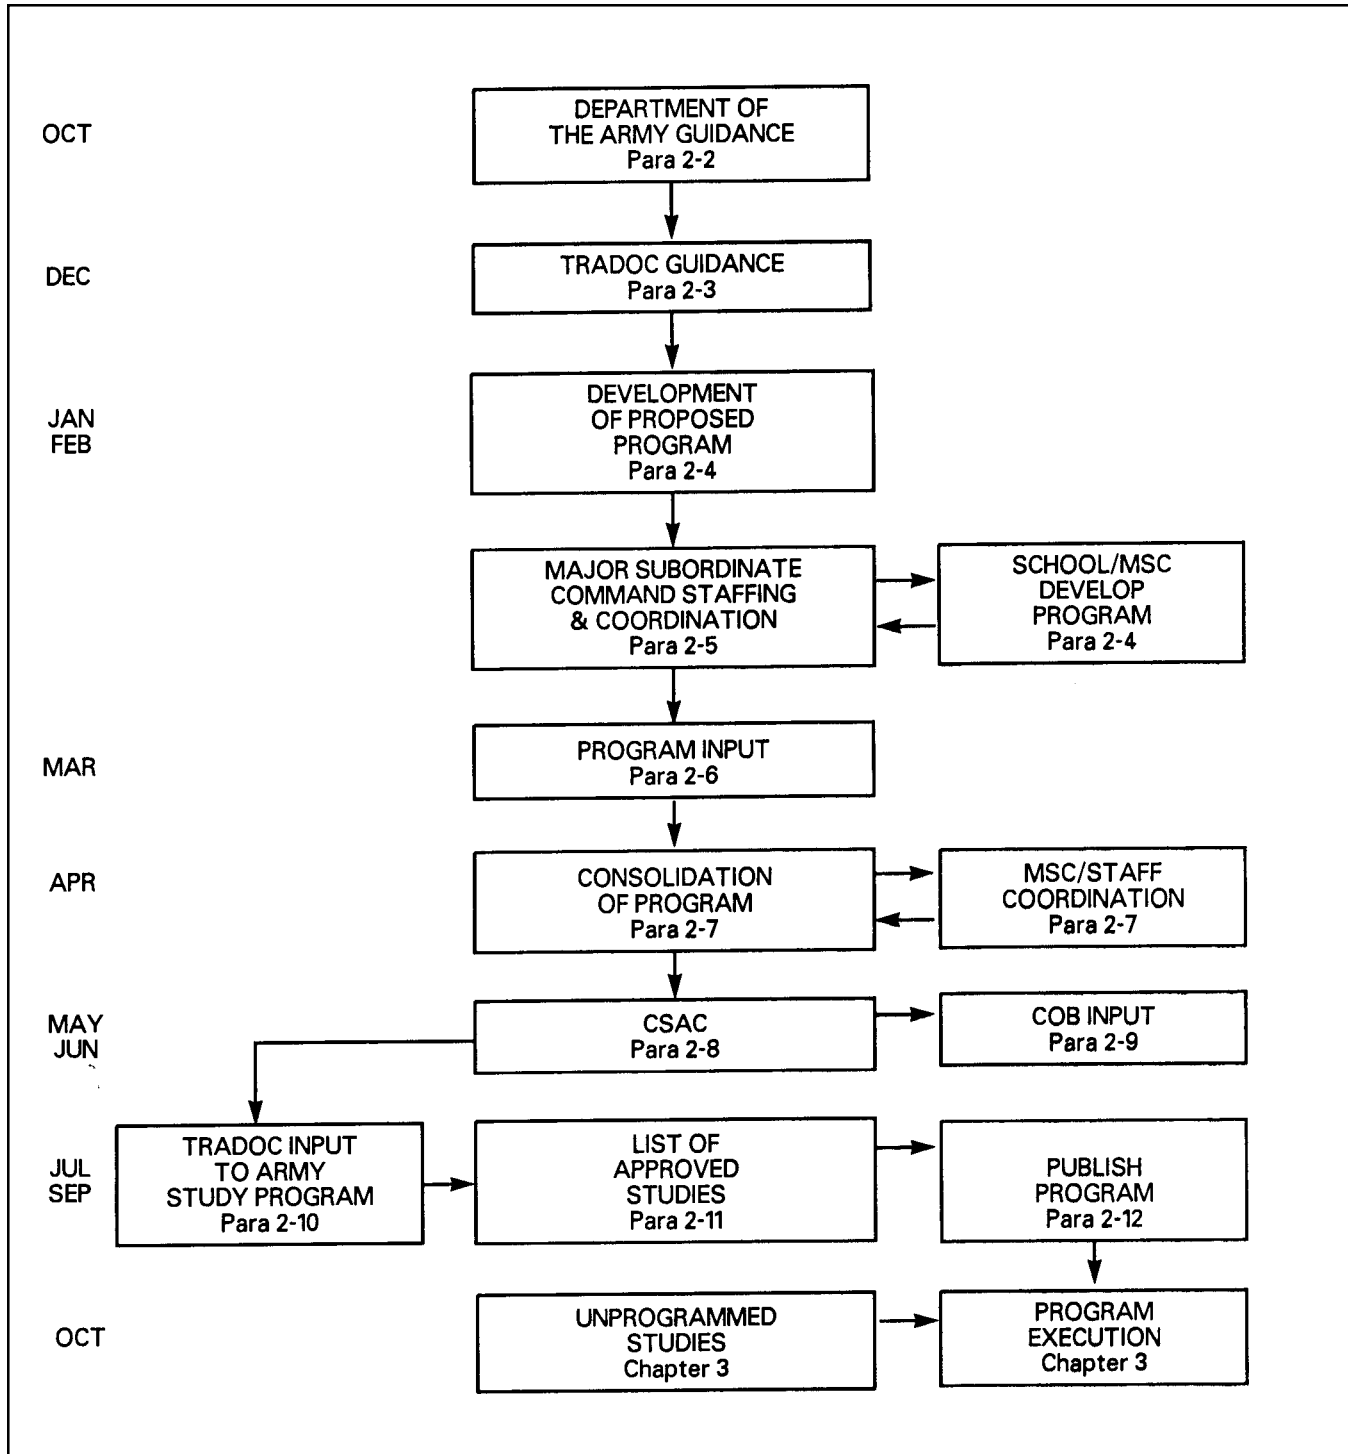 OCT
DEPARTMENT OF
THE ARMY GUIDANCE
Para 2-2
DEC
TRADOC GUIDANCE
Para 2-3
JAN
FEB
DEVELOPMENT
OF PROPOSED
PROGRAM
Para 2-4
MAJOR SUBORDINATE
COMMAND STAFFING
& COORDINATION
Para 2-5
SCHOOL/MSC
DEVELOP
PROGRAM
Para 2-4
MAR
PROGRAM INPUT
Para 2-6
APR
CONSOLIDATION
OF PROGRAM
Para 2-7
MSC/STAFF
COORDINATION
Para 2-7
MAY
JUN
CSAC
Para 2-8
COB INPUT
Para 2-9
JUL
SEP
TRADOC INPUT
TO ARMY
STUDY PROGRAM
Para 2-10
LIST OF
APPROVED
STUDIES
Para 2-11
PUBLISH
PROGRAM
Para 2-12
OCT
UNPROGRAMMED
STUDIES
Chapter 3
PROGRAM
EXECUTION
Chapter 3